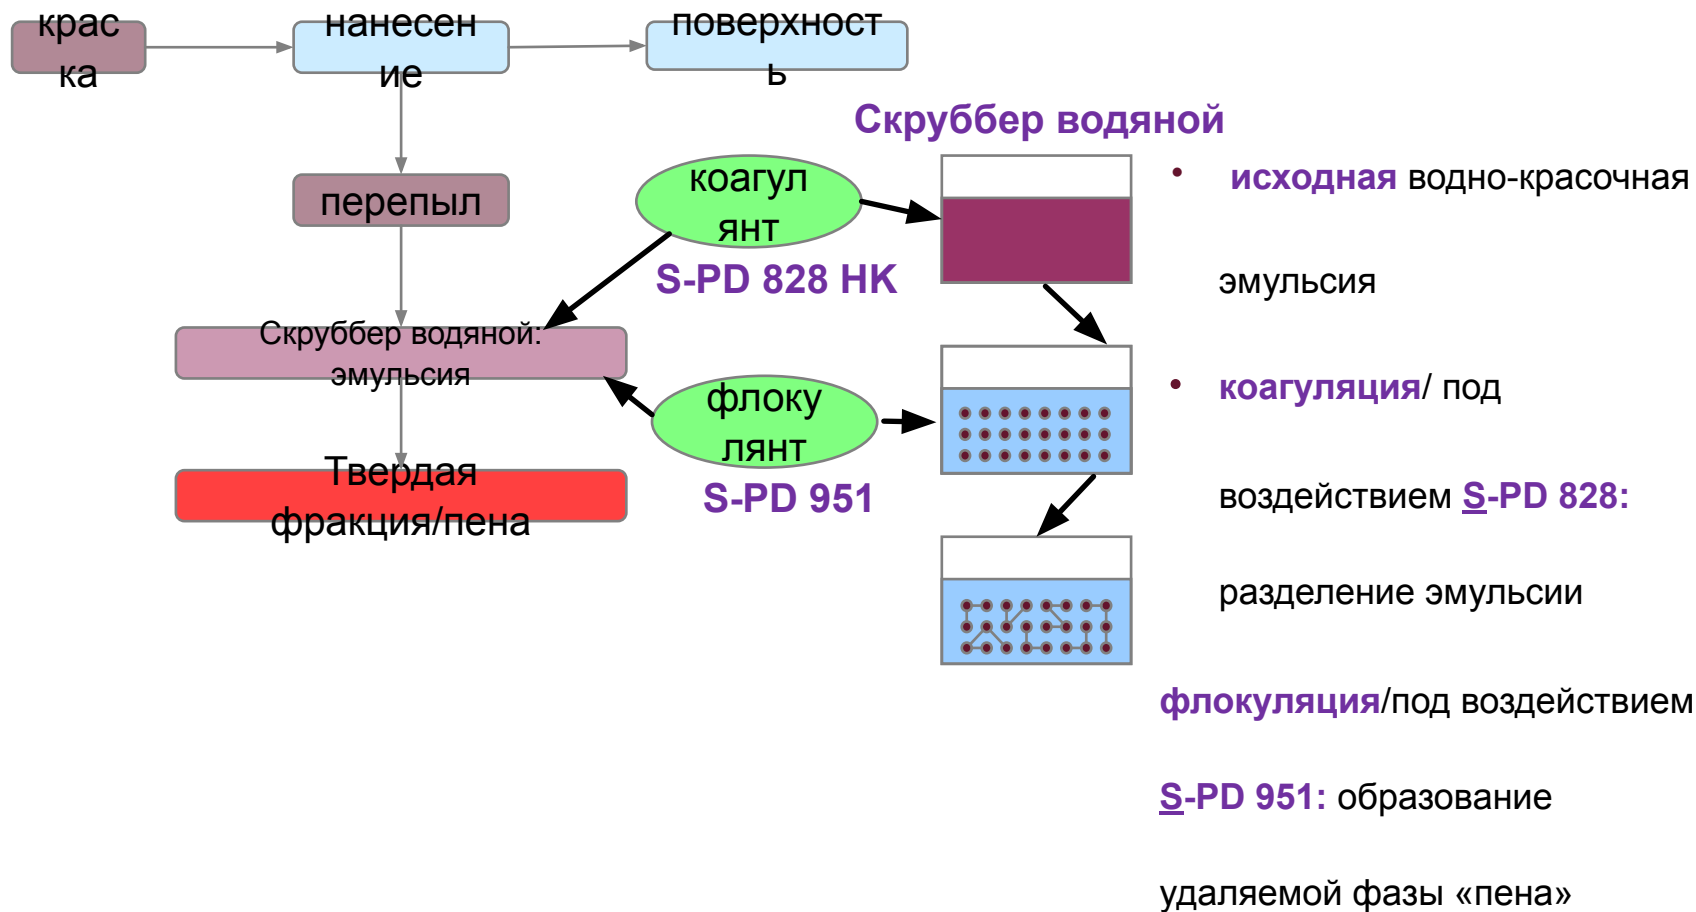 крас
ка
нанесен
ие
поверхност
ь
перепыл
Скруббер водяной:
эмульсия
Твердая
фракция/пена
коагул
янт
S-PD 828 НК
флоку
лянт
S-PD 951
Скруббер водяной
• исходная водно-красочная
эмульсия
• коагуляция/ под
воздействием S-PD 828:
разделение эмульсии
флокуляция/под воздействием
S-PD 951: образование
удаляемой фазы «пена»